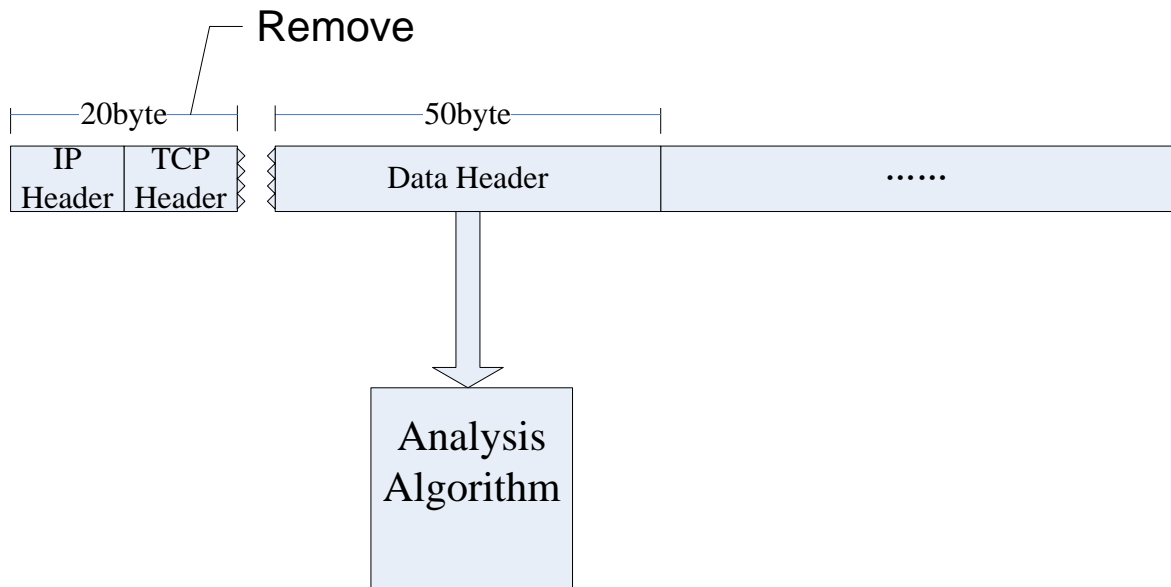 Remove
20byte
50byte
IP
Header
TCP
Header
Data Header
......
Analysis
Algorithm